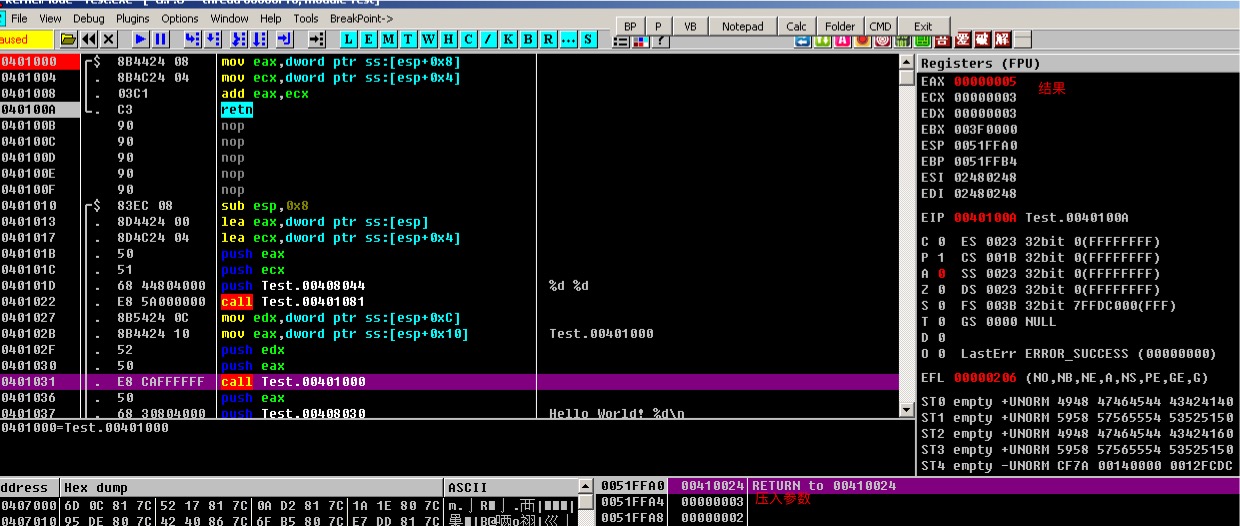 File View Debug Plugins Options Window Help Tools BreakPoint->
BP P VB Notepad Calc Folder CMD Exit
aused L E M T W H C / K B R ... S ?
0401000 $ 8B4424 08 mov eax,dword ptr ss:[esp+0x8]
0401004 . 8B4C24 04 mov ecx,dword ptr ss:[esp+0x4]
0401008 . 03C1 add eax,ecx
040100A . C3 retn
040100B 90 nop
040100C 90 nop
040100D 90 nop
040100E 90 nop
040100F 90 nop
0401010 $ 83EC 08 sub esp,0x8
0401013 . 8D4424 00 lea eax,dword ptr ss:[esp]
0401017 . 8D4C24 04 lea ecx,dword ptr ss:[esp+0x4]
040101B . 50 push eax
040101C . 51 push ecx
040101D . 68 44804000 push Test.00408044 %d %d
0401022 . E8 5A000000 call Test.00401081
0401027 . 8B5424 0C mov edx,dword ptr ss:[esp+0xC]
040102B . 8B4424 10 mov eax,dword ptr ss:[esp+0x10] Test.00401000
040102F . 52 push edx
0401030 . 50 push eax
0401031 . E8 CAFFFFFF call Test.00401000
0401036 . 50 push eax
0401037 . 68 30804000 push Test.00408030 Hello World! %d\n
0401000=Test.00401000
Registers (FPU)
EAX 00000005 结果
ECX 00000003
EDX 00000003
EBX 003F0000
ESP 0051FFA0
EBP 0051FFB4
ESI 02480248
EDI 02480248
EIP 0040100A Test.0040100A
C 0 ES 0023 32bit 0(FFFFFFFF)
P 1 CS 001B 32bit 0(FFFFFFFF)
A 0 SS 0023 32bit 0(FFFFFFFF)
Z 0 DS 0023 32bit 0(FFFFFFFF)
S 0 FS 003B 32bit 7FFDC000(FFF)
T 0 GS 0000 NULL
D 0
O 0 LastErr ERROR_SUCCESS (00000000)
EFL 00000206 (NO,NB,NE,A,NS,PE,GE,G)
ST0 empty +UNORM 4948 47464544 43424140
ST1 empty +UNORM 5958 57565554 53525150
ST2 empty +UNORM 4948 47464544 43424160
ST3 empty +UNORM 5958 57565554 53525150
ST4 empty -UNORM CF7A 00140000 0012FCDC
ddress Hex dump ASCII
0407000 6D 0C 81 7C 52 17 81 7C 0A D2 81 7C 1A 1E 80 7C
0407010 95 DE 80 7C 42 40 86 7C 6F B5 80 7C E7 DD 81 7C
0051FFA0 00410024 RETURN to 00410024
0051FFA4 00000003 压入参数
0051FFA8 00000002